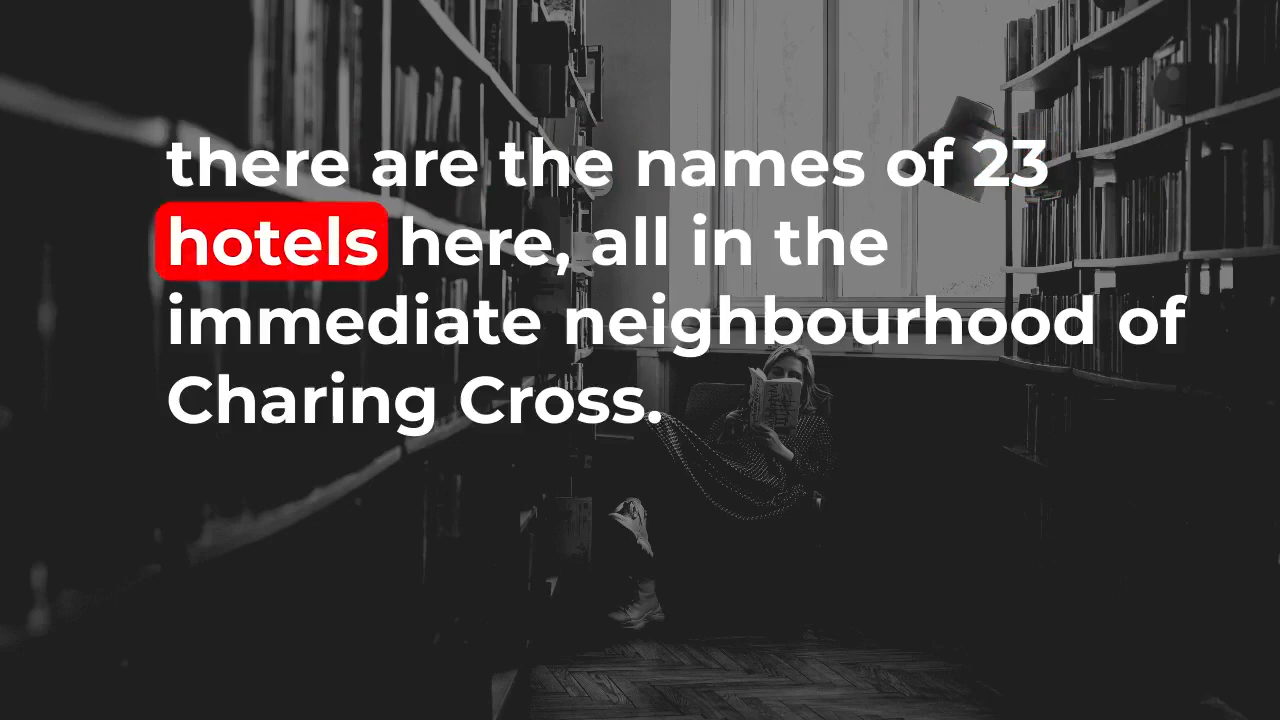 there are the names of 23
hotels here, all in the
immediate neighbourhood of
Charing Cross.